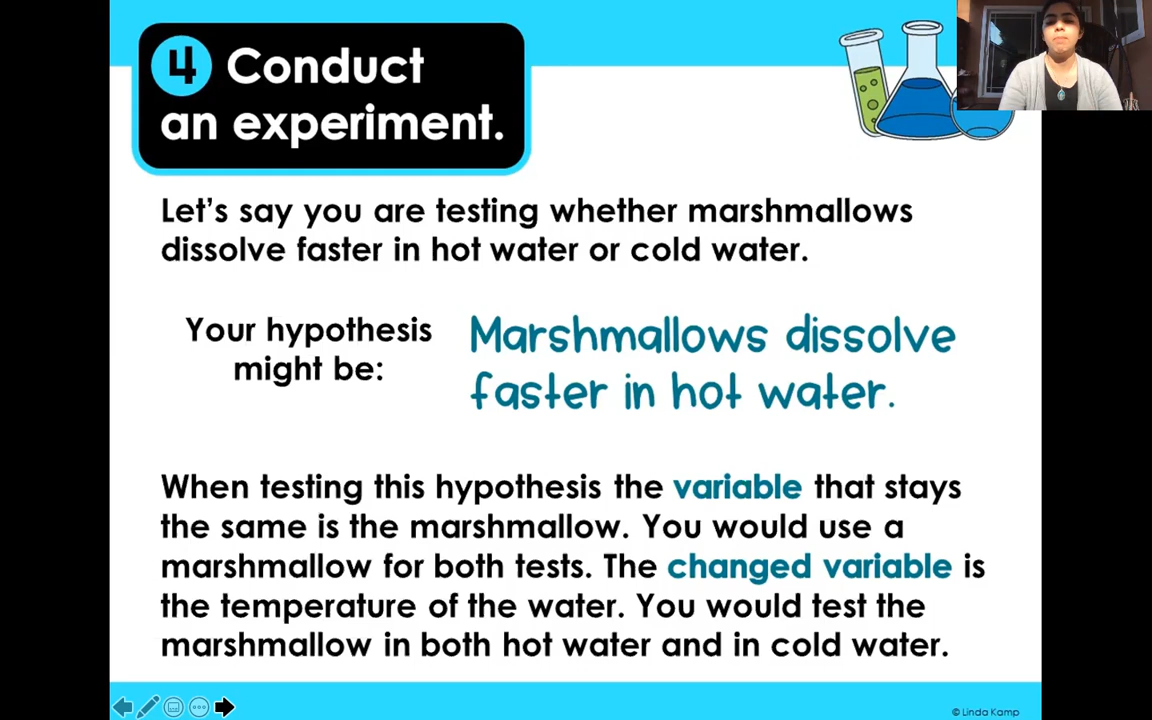 4 Conduct
an experiment.
Let's say you are testing whether marshmallows
dissolve faster in hot water or cold water.
Your hypothesis
might be:
Marshmallows dissolve
faster in hot water.
When testing this hypothesis the variable that stays
the same is the marshmallow. You would use a
marshmallow for both tests. The changed variable is
the temperature of the water. You would test the
marshmallow in both hot water and in cold water.
© Linda Kamp